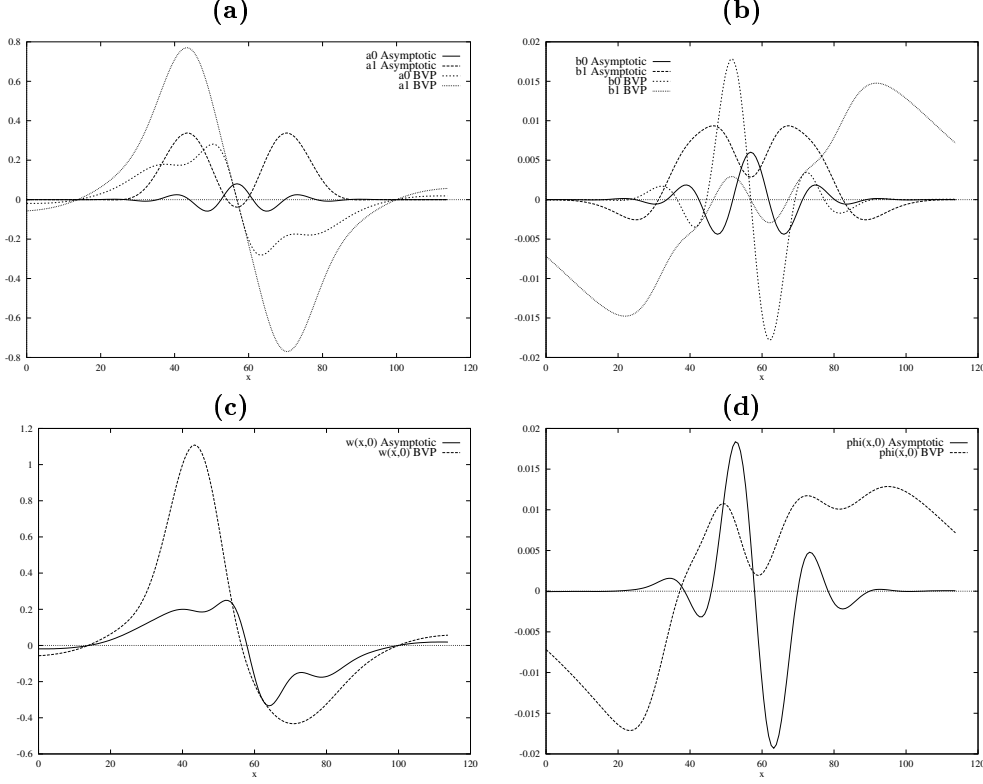 (a)
0.8
0.6
0.4
0.2
0
-0.2
-0.4
-0.6
-0.8
0 20 40 60 80 100 120
x
a0 Asymptotic
a1 Asymptotic
a0 BVP
a1 BVP
(b)
0.02
0.015
0.01
0.005
0
-0.005
-0.01
-0.015
-0.02
0 20 40 60 80 100 120
x
b0 Asymptotic
b1 Asymptotic
b0 BVP
b1 BVP
(c)
1.2
1
0.8
0.6
0.4
0.2
0
-0.2
-0.4
-0.6
0 20 40 60 80 100 120
x
w(x,0) Asymptotic
w(x,0) BVP
(d)
0.02
0.015
0.01
0.005
0
-0.005
-0.01
-0.015
-0.02
0 20 40 60 80 100 120
x
phi(x,0) Asymptotic
phi(x,0) BVP